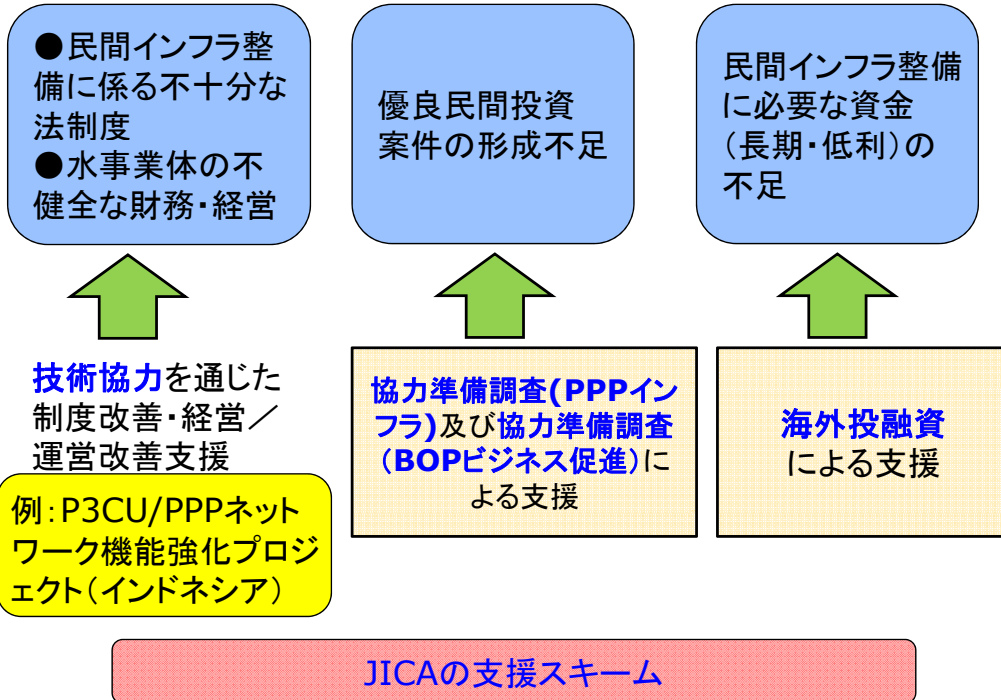 ●民間インフラ整
備に係る不十分な
法制度
●水事業体の不
健全な財務・経営
優良民間投資
案件の形成不足
民間インフラ整備
に必要な資金
（長期・低利）の
不足
技術協力を通じた
制度改善・経営／
運営改善支援
例：P3CU/PPPネット
ワーク機能強化プロジ
ェクト（インドネシア）
協力準備調査(PPPイン
フラ)及び協力準備調査
（BOPビジネス促進）に
よる支援
海外投融資
による支援
JICAの支援スキーム